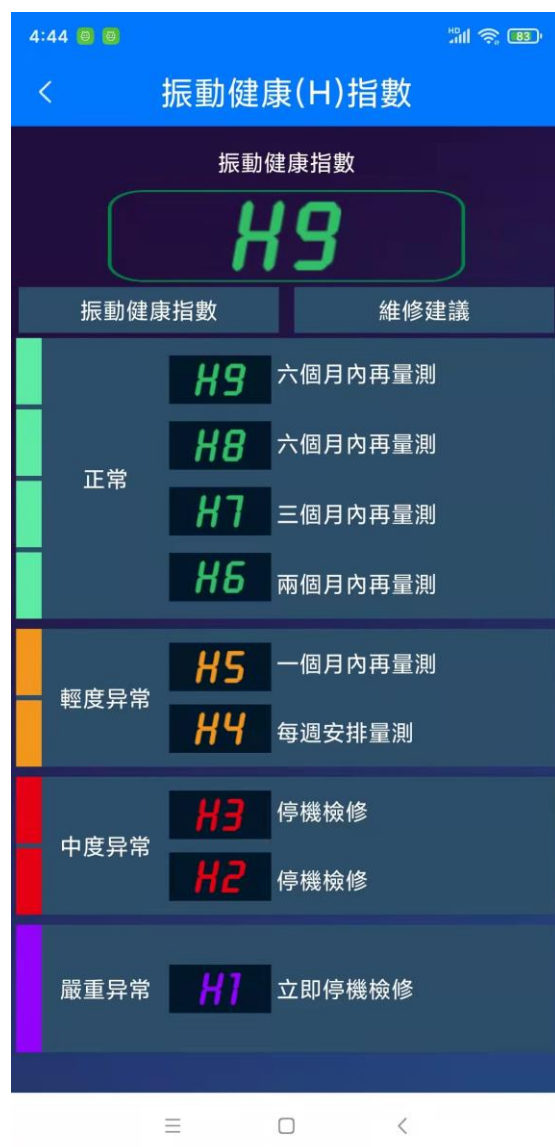 4:44
HD 83
振動健康(H)指數
振動健康指數
H9
振動健康指數 維修建議
正常
H9 六個月內再量測
H8 六個月內再量測
H7 三個月內再量測
H6 兩個月內再量測
輕度异常
H5 一個月內再量測
H4 每週安排量測
中度异常
H3 停機檢修
H2 停機檢修
嚴重异常
H1 立即停機檢修